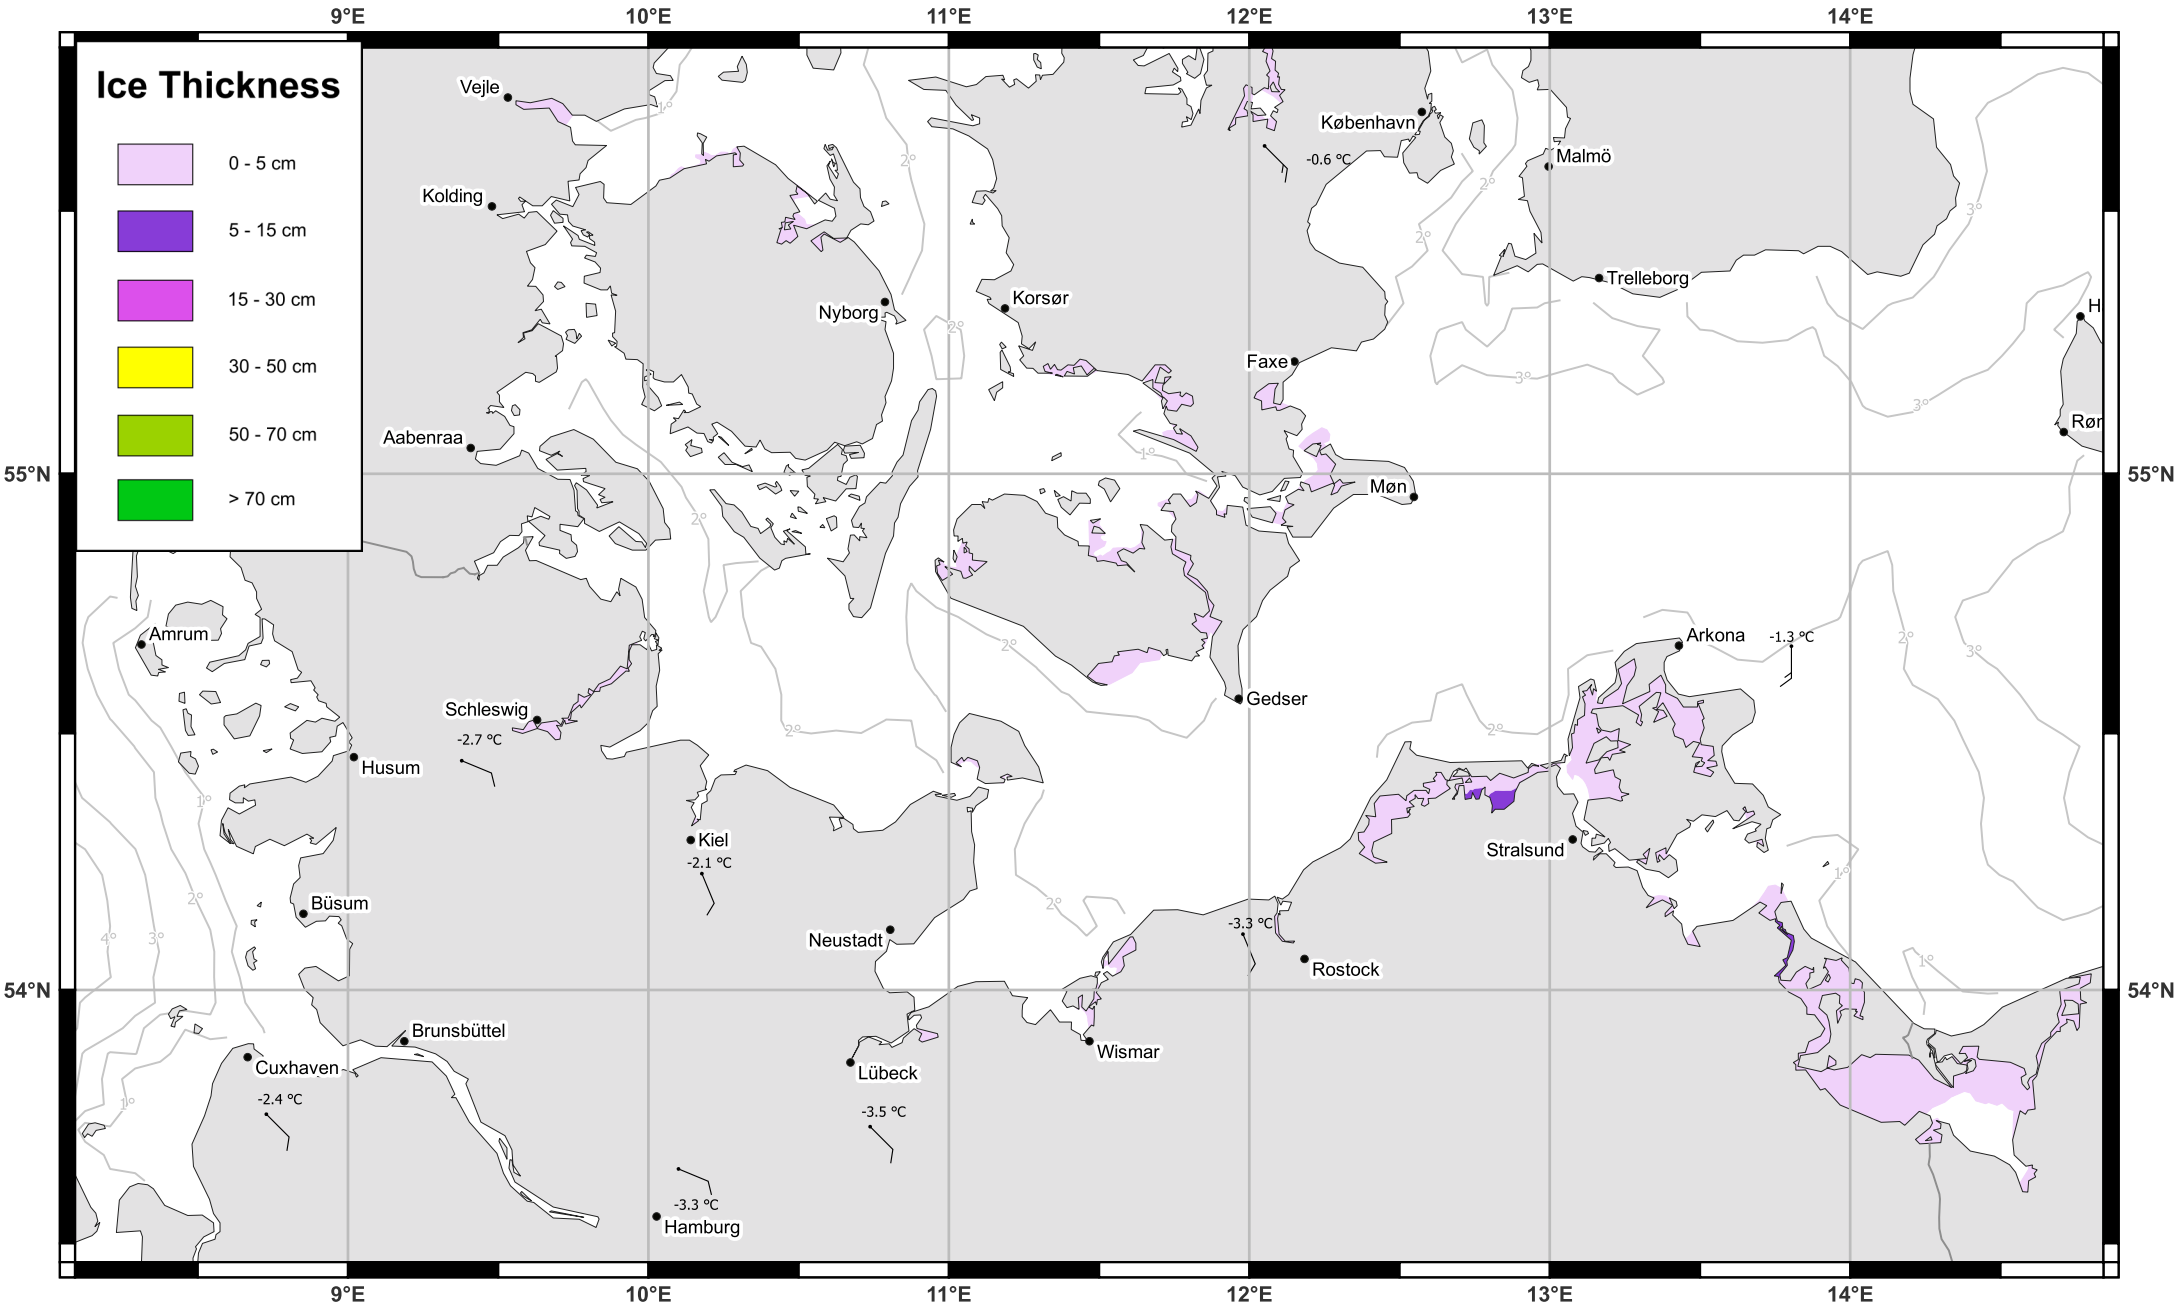 9°E 10°E 11°E 12°E 13°E 14°E
Ice Thickness
0 - 5 cm
5 - 15 cm
15 - 30 cm
30 - 50 cm
50 - 70 cm
> 70 cm
Vejle
1°
København
-0.6 °C
Malmö
2°
2°
Kolding
3°
2°
Trelleborg
Nyborg
Korsør
2°
H
Faxe
3°
3°
Rør
Aabenraa
1°
55°N
55°N
Møn
2°
Amrum
Arkona
-1.3 °C
2°
2°
3°
Schleswig
-2.7 °C
Gedser
2°
2°
Husum
1°
Kiel
-2.1 °C
Stralsund
1°
2°
Büsum
2°
-3.3 °C
4°
3°
Neustadt
1°
Rostock
54°N
54°N
Brunsbüttel
Wismar
Cuxhaven
Lübeck
-2.4 °C
1°
-3.5 °C
-3.3 °C
Hamburg
9°E 10°E 11°E 12°E 13°E 14°E